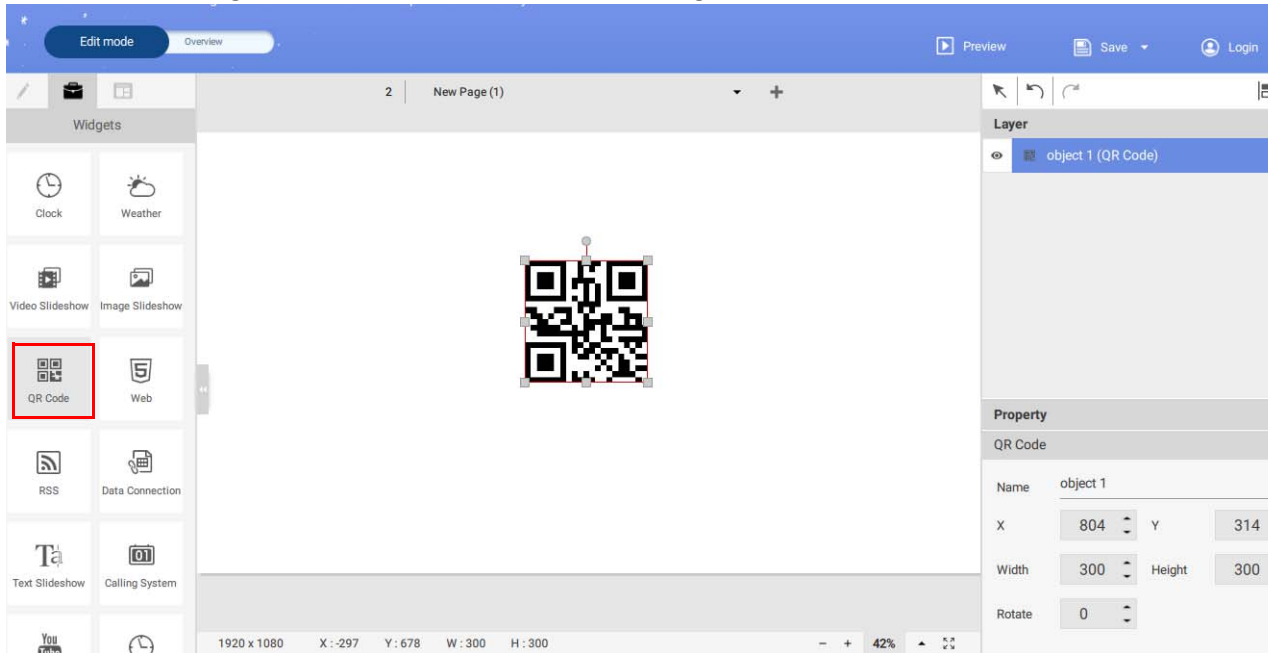 Edit mode Overview Preview Save Login
2 New Page (1) +
Widgets
Layer
object 1 (QR Code)
Clock Weather
Video Slideshow Image Slideshow
QR Code Web
RSS Data Connection
Text Slideshow Calling System
You
Property
QR Code
Name object 1
X 804 Y 314
Width 300 Height 300
Rotate 0
1920 x 1080 X : -297 Y : 678 W : 300 H : 300 - + 42%